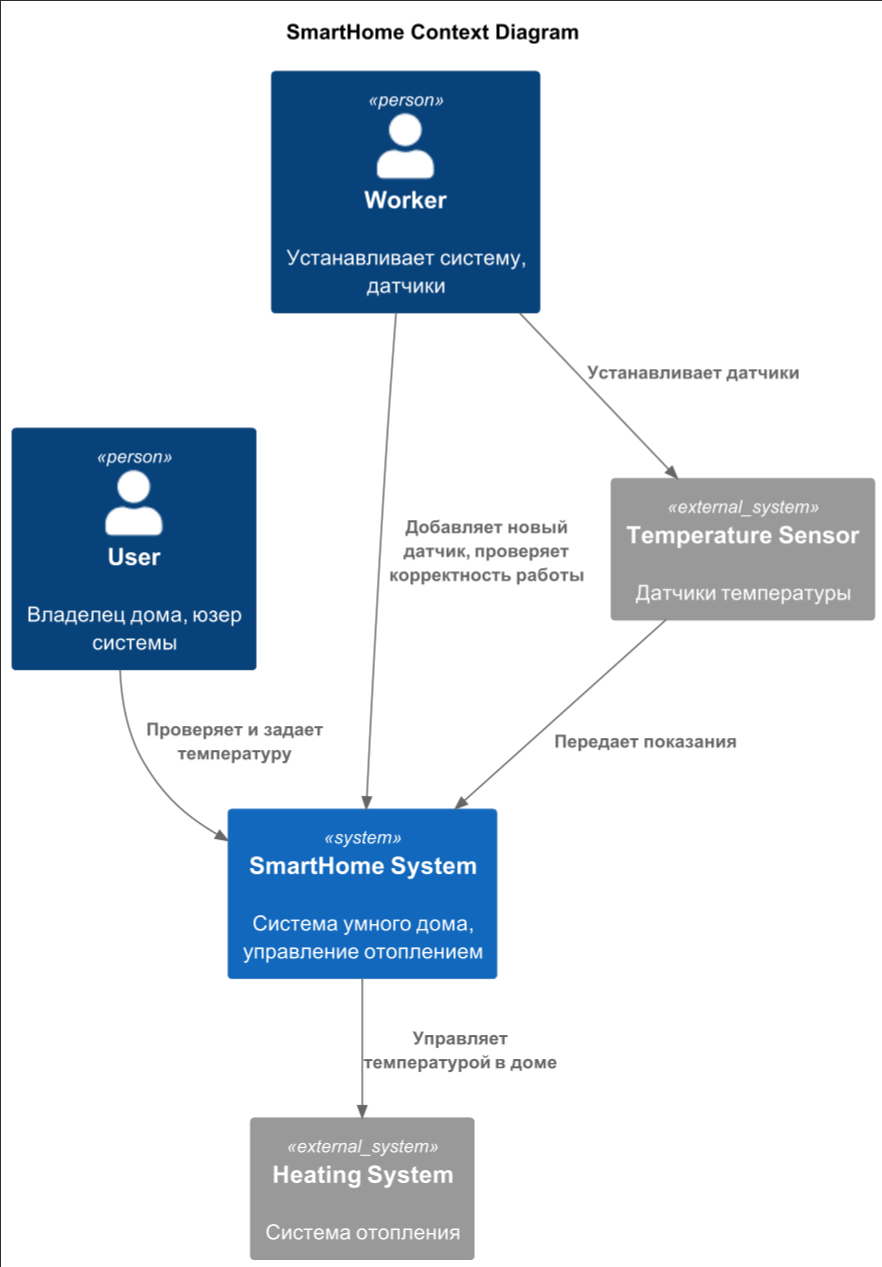 SmartHome Context Diagram
«person»
Worker
Устанавливает систему,
датчики
Устанавливает датчики
«person»
User
Владелец дома, юзер
системы
«external_system»
Temperature Sensor
Датчики температуры
Добавляет новый
датчик, проверяет
корректность работы
Проверяет и задает
температуру
Передает показания
«system»
SmartHome System
Система умного дома,
управление отоплением
Управляет
температурой в доме
«external_system»
Heating System
Система отопления